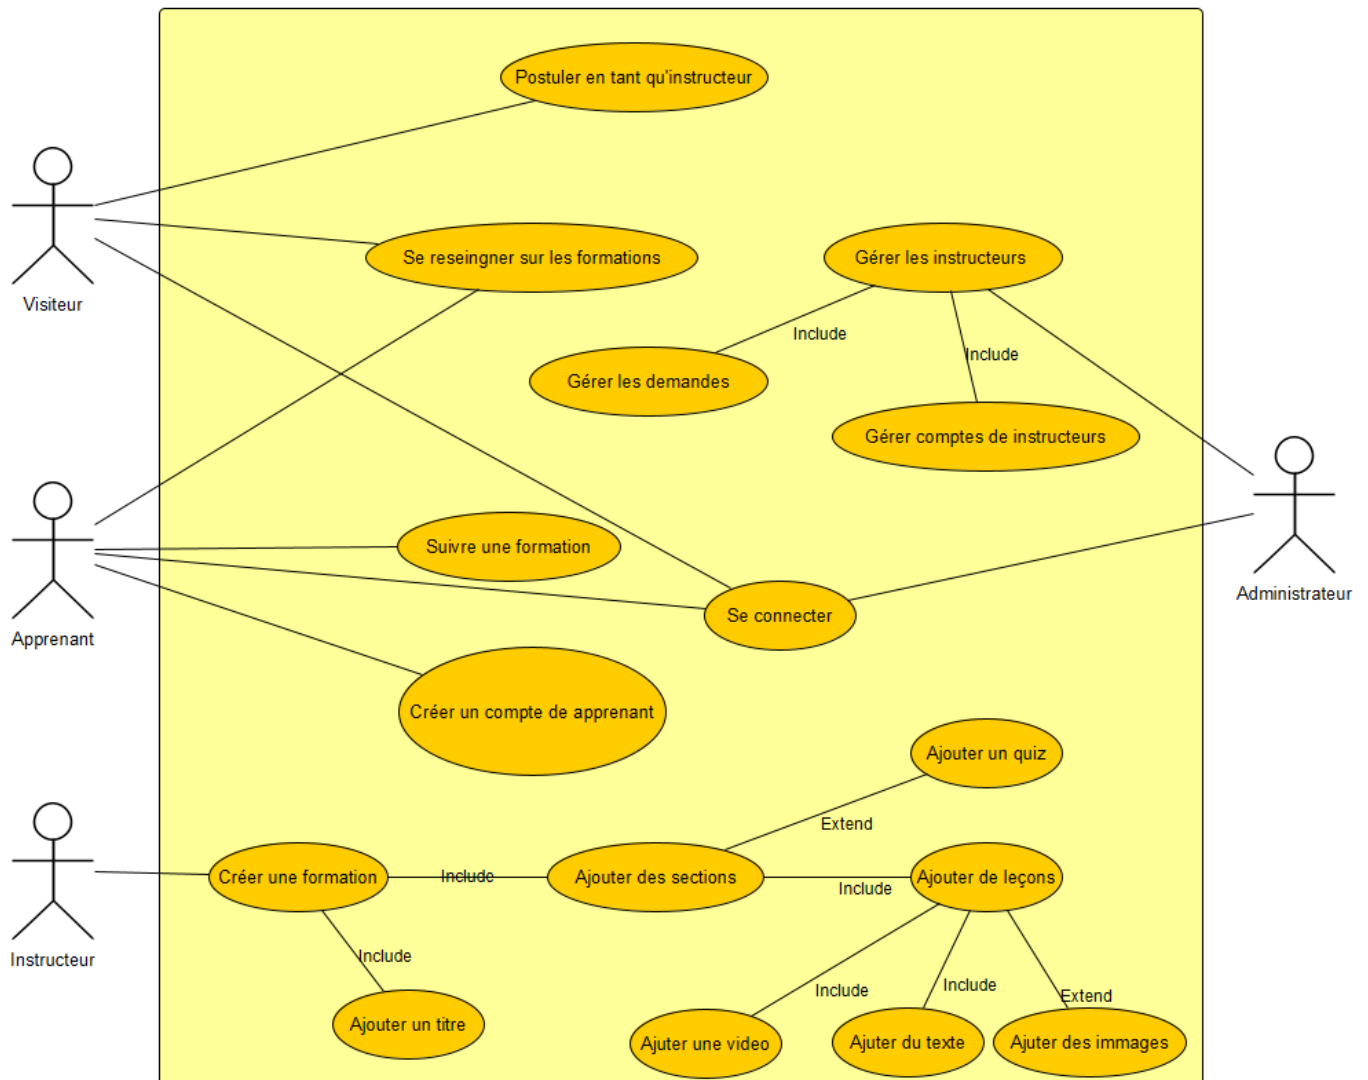 Postuler en tant qu'instructeur
Se reseingner sur les formations
Gérer les instructeurs
Visiteur
Include
Include
Gérer les demandes
Gérer comptes de instructeurs
Suivre une formation
Administrateur
Se connecter
Apprenant
Créer un compte de apprenant
Ajouter un quiz
Extend
Créer une formation
Include
Ajouter des sections
Include
Ajouter de leçons
Instructeur
Include
Include
Include
Extend
Ajouter un titre
Ajuter une video
Ajuter du texte
Ajuter des immages